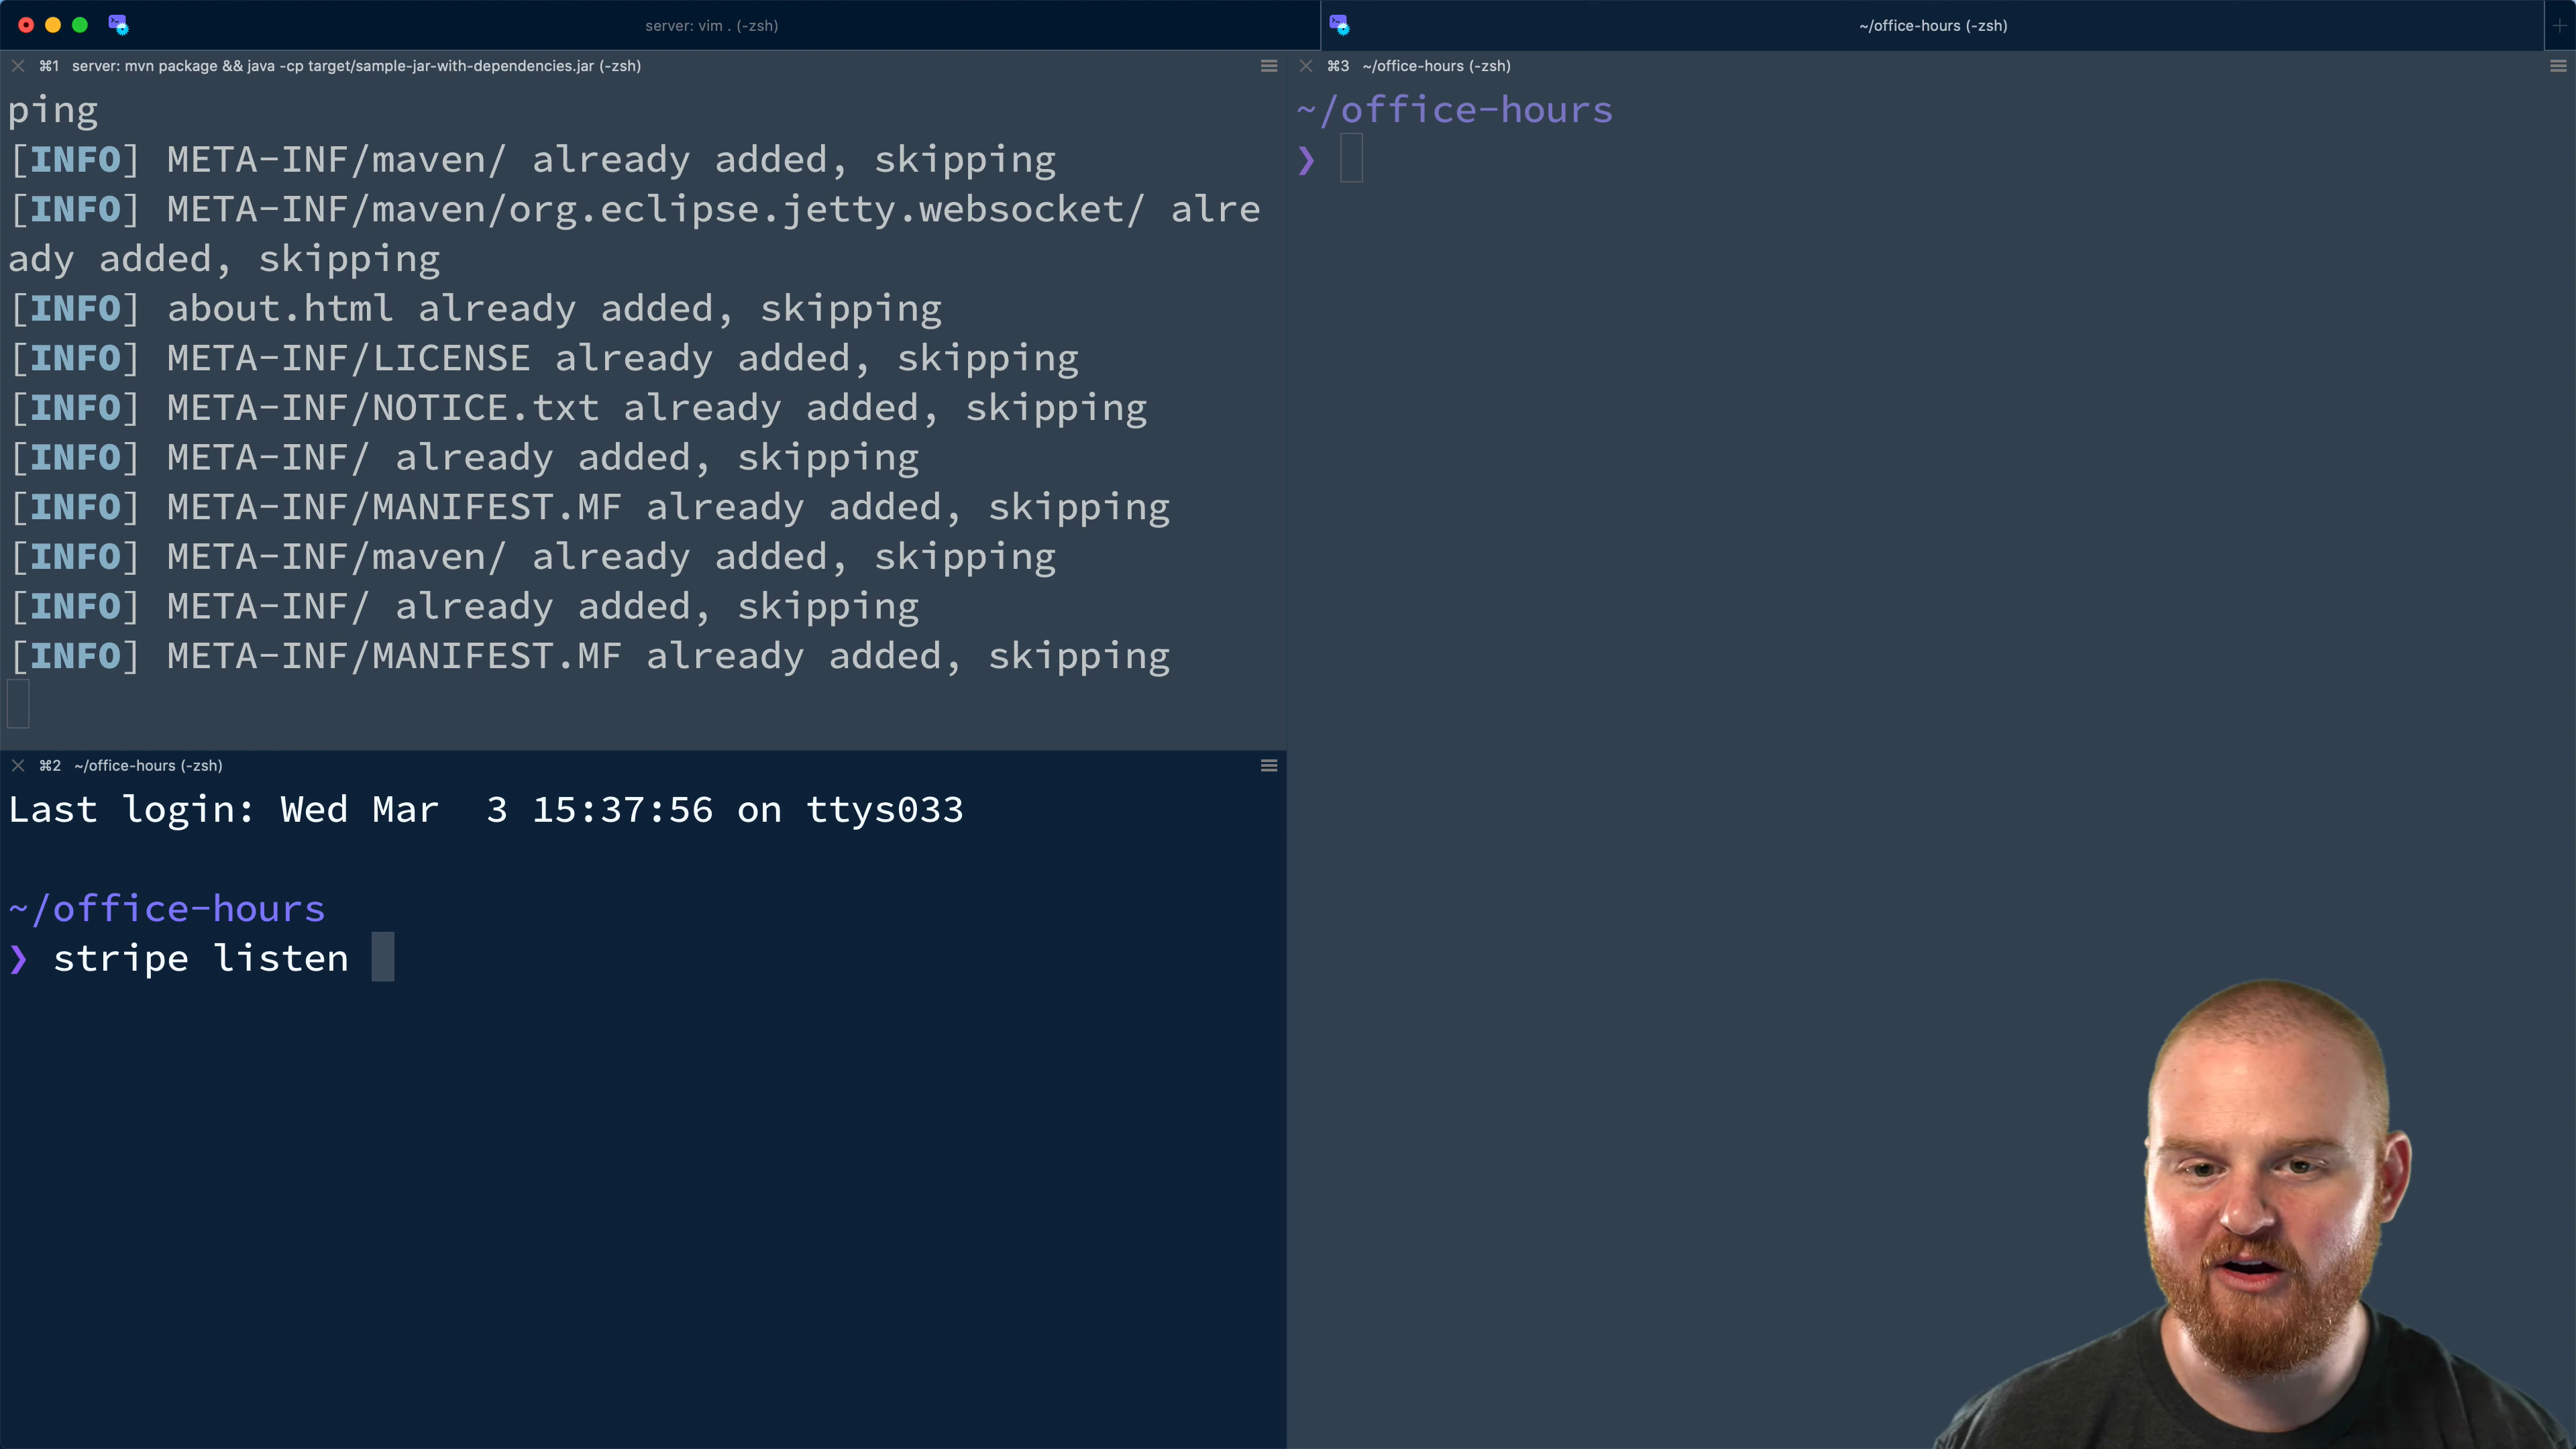 server: vim . (-zsh)
~/office-hours (-zsh)
⌘1 server: mvn package && java -cp target/sample-jar-with-dependencies.jar (-zsh)
ping
[INFO] META-INF/maven/ already added, skipping
[INFO] META-INF/maven/org.eclipse.jetty.websocket/ alre
ady added, skipping
[INFO] about.html already added, skipping
[INFO] META-INF/LICENSE already added, skipping
[INFO] META-INF/NOTICE.txt already added, skipping
[INFO] META-INF/ already added, skipping
[INFO] META-INF/MANIFEST.MF already added, skipping
[INFO] META-INF/maven/ already added, skipping
[INFO] META-INF/ already added, skipping
[INFO] META-INF/MANIFEST.MF already added, skipping
⌘2 ~/office-hours (-zsh)
Last login: Wed Mar  3 15:37:56 on ttys033
~/office-hours
❯ stripe listen
⌘3 ~/office-hours (-zsh)
~/office-hours
❯